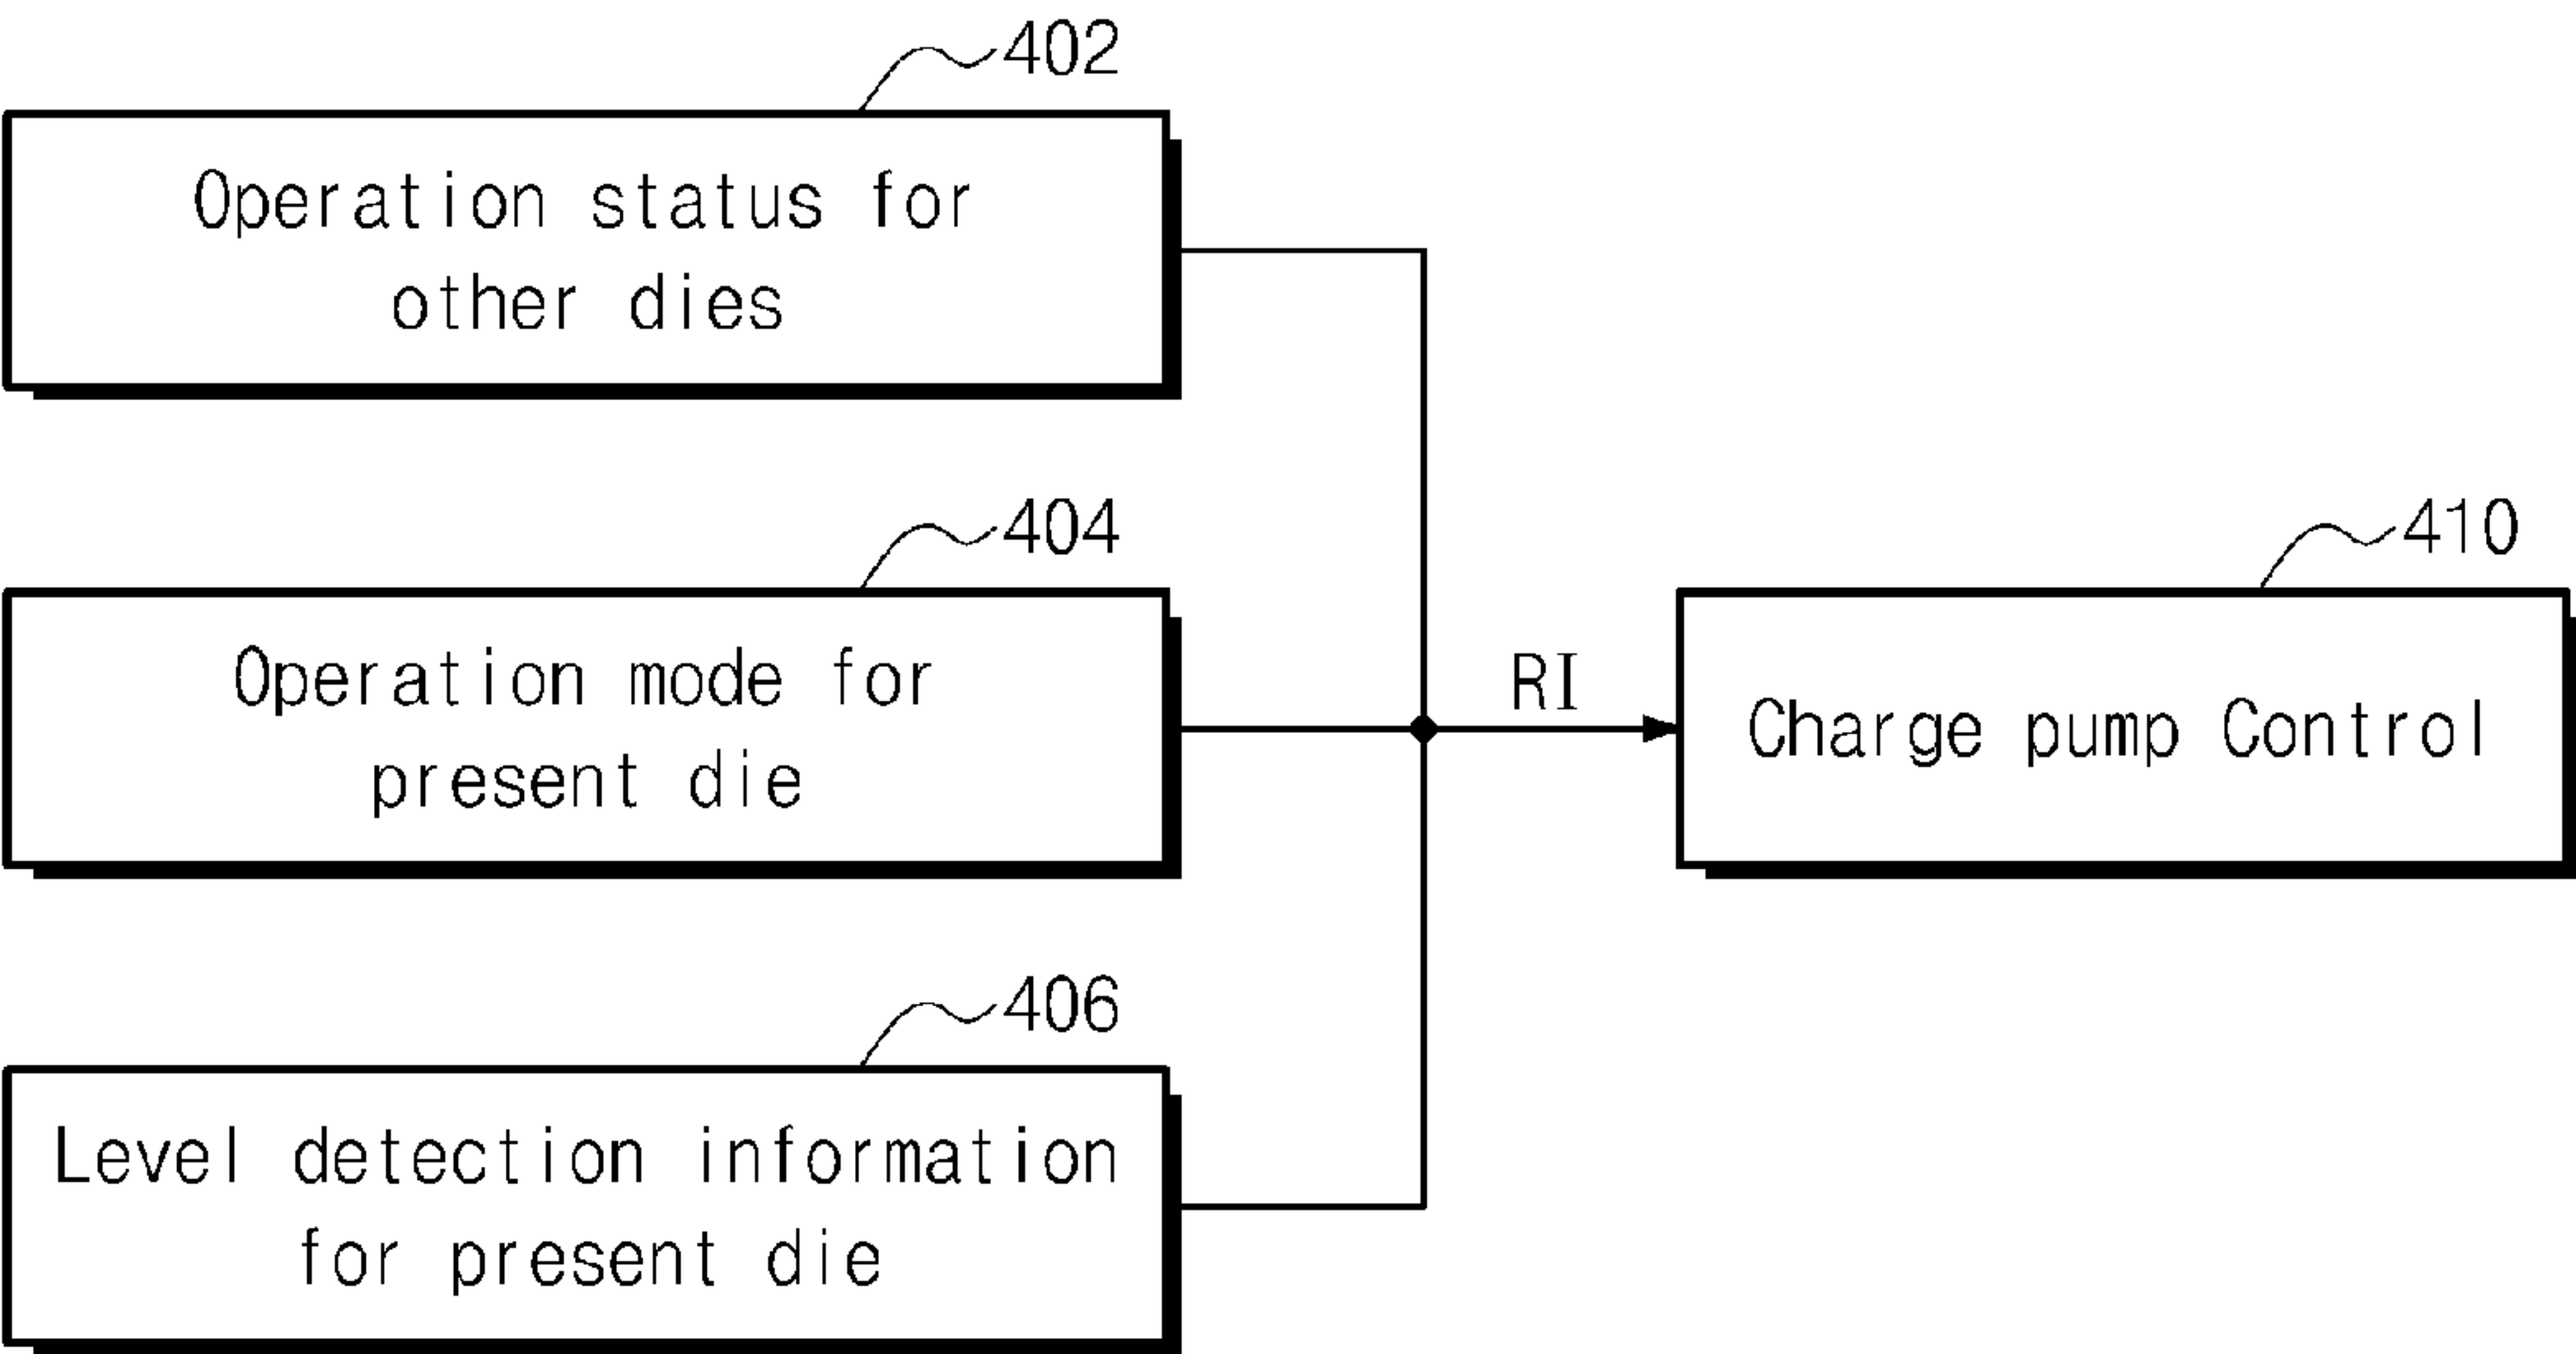 402
Operation status for
other dies
404
Operation mode for
present die
406
Level detection information
for present die
RI
410
Charge pump Control